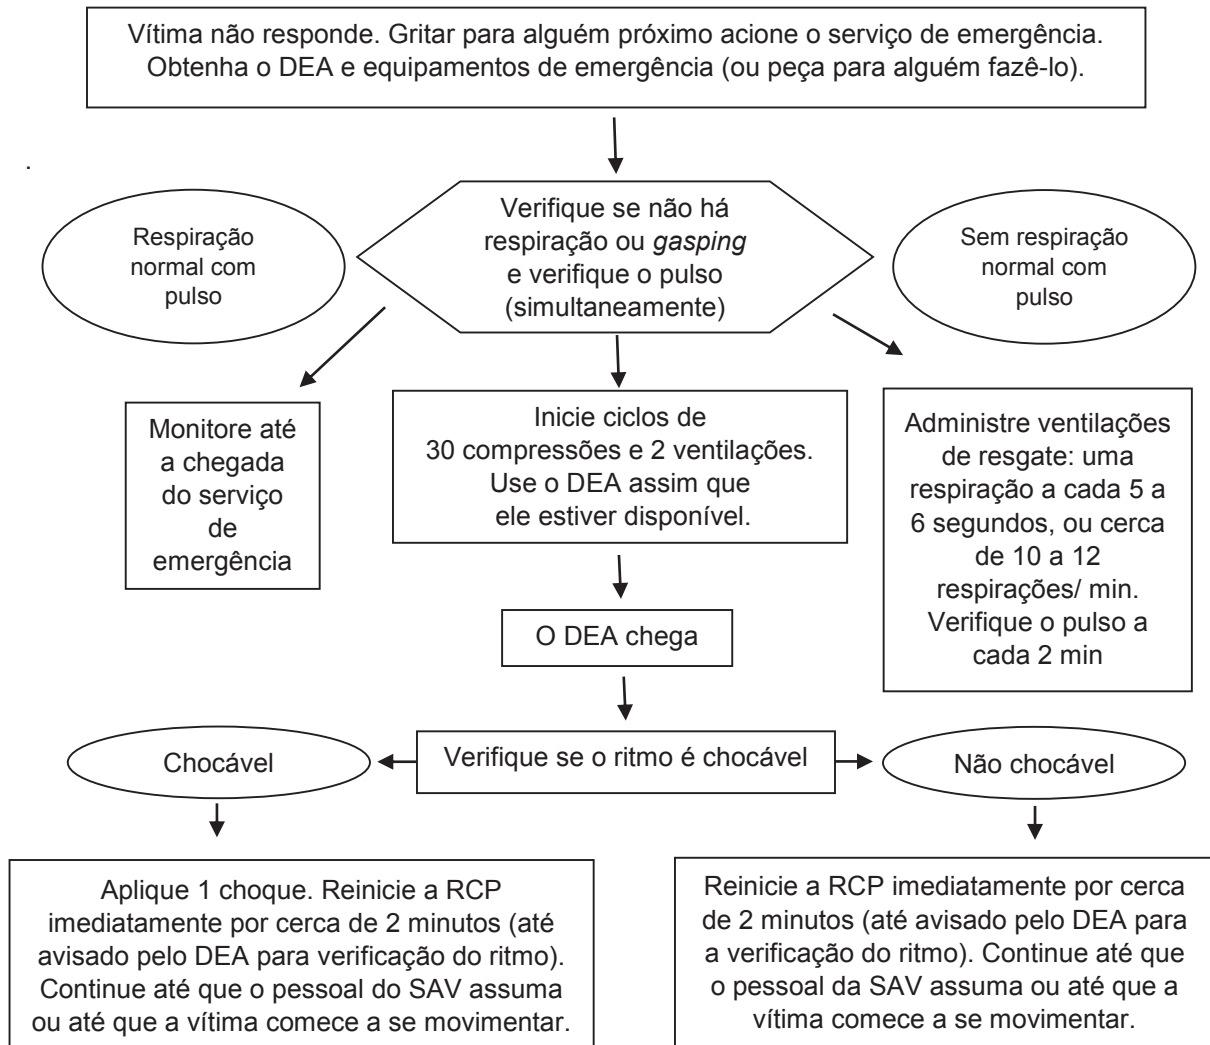 Vítima não responde. Gritar para alguém próximo acione o serviço de emergência.
Obtenha o DEA e equipamentos de emergência (ou peça para alguém fazê-lo).
.
Respiração
normal com
pulso
Verifique se não há
respiração ou gasping
e verifique o pulso
(simultaneamente)
Sem respiração
normal com
pulso
Monitore até
a chegada
do serviço
de
emergência
Inicie ciclos de
30 compressões e 2 ventilações.
Use o DEA assim que
ele estiver disponível.
Administre ventilações
de resgate: uma
respiração a cada 5 a
6 segundos, ou cerca
de 10 a 12
respirações/ min.
Verifique o pulso a
cada 2 min
O DEA chega
Chocável
Verifique se o ritmo é chocável
Não chocável
Aplique 1 choque. Reinicie a RCP
imediatamente por cerca de 2 minutos (até
avisado pelo DEA para verificação do ritmo).
Continue até que o pessoal do SAV assuma
ou até que a vítima comece a se movimentar.
Reinicie a RCP imediatamente por cerca
de 2 minutos (até avisado pelo DEA para
a verificação do ritmo). Continue até que
o pessoal da SAV assuma ou até que a
vítima comece a se movimentar.